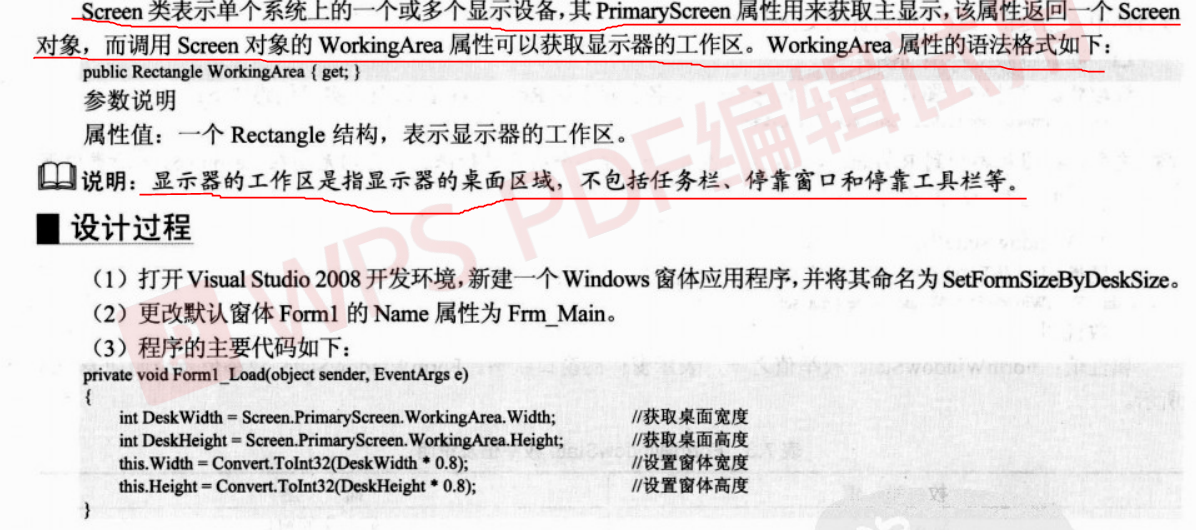 Screen 类表示单个系统上的一个或多个显示设备，其 PrimaryScreen 属性用来获取主显示，该属性返回一个 Screen
对象，而调用 Screen 对象的 WorkingArea 属性可以获取显示器的工作区。WorkingArea 属性的语法格式如下：
public Rectangle WorkingArea { get; }
参数说明
属性值：一个 Rectangle 结构，表示显示器的工作区。
说明：显示器的工作区是指显示器的桌面区域，不包括任务栏、停靠窗口和停靠工具栏等。
设计过程
（1）打开 Visual Studio 2008 开发环境，新建一个 Windows 窗体应用程序，并将其命名为 SetFormSizeByDeskSize。
（2）更改默认窗体 Form1 的 Name 属性为 Frm_Main。
（3）程序的主要代码如下：
private void Form1_Load(object sender, EventArgs e)
{
int DeskWidth = Screen.PrimaryScreen.WorkingArea.Width; //获取桌面宽度
int DeskHeight = Screen.PrimaryScreen.WorkingArea.Height; //获取桌面高度
this.Width = Convert.ToInt32(DeskWidth * 0.8); //设置窗体宽度
this.Height = Convert.ToInt32(DeskHeight * 0.8); //设置窗体高度
}
WPS PDF编辑试用